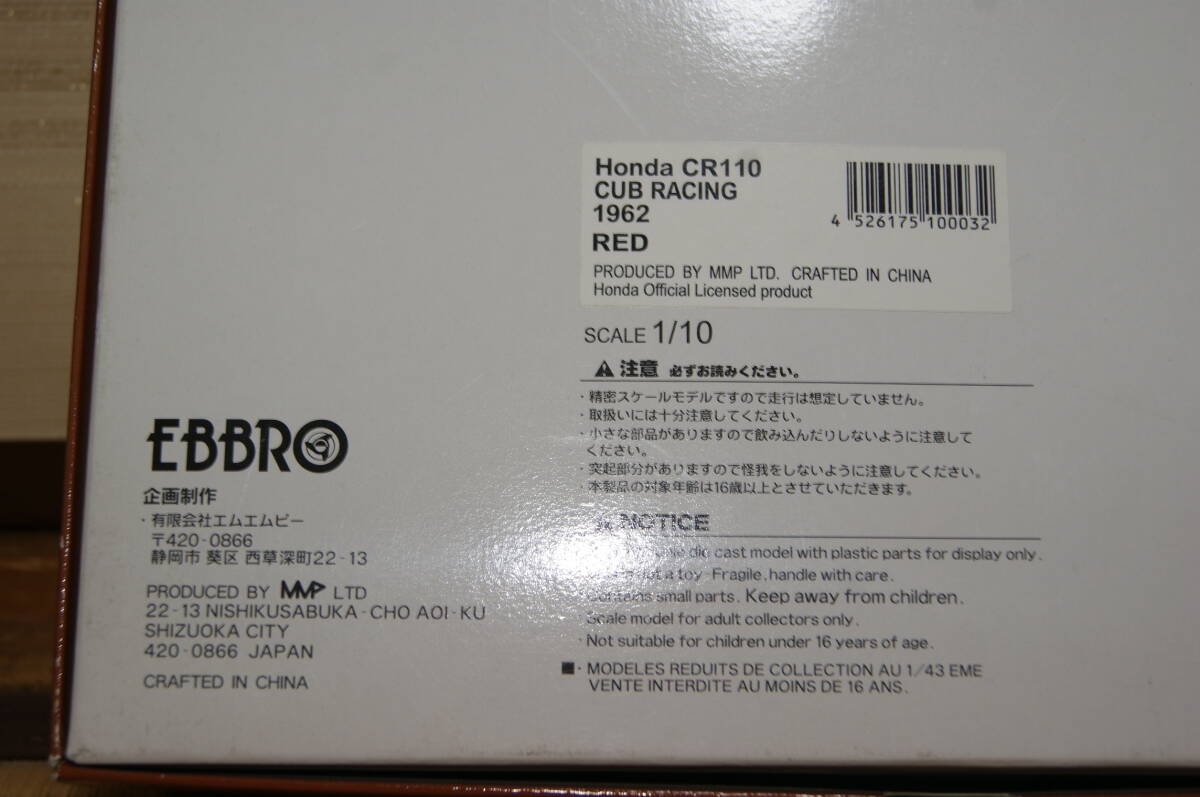 Honda CR110
CUB RACING
1962
RED
4 526175 100032
PRODUCED BY MMP LTD. CRAFTED IN CHINA
Honda Official Licensed product
SCALE 1/10
注意 必ずお読みください。
・精密スケールモデルですので走行は想定していません。
・取扱いには十分注意してください。
・小さな部品がありますので飲み込んだりしないように注意して
ください。
・突起部分がありますので怪我をしないように注意してください。
・本製品の対象年齢は16歳以上とさせていただきます。
NOTICE
die cast model with plastic parts for display only.
not a toy-Fragile, handle with care.
Contains small parts. Keep away from children.
Scale model for adult collectors only.
・Not suitable for children under 16 years of age.
■・MODELES REDUITS DE COLLECTION AU 1/43 EME
VENTE INTERDITE AU MOINS DE 16 ANS.
EBBRO
企画制作
・有限会社エムエムピー
〒420-0866
静岡市 葵区 西草深町22-13
PRODUCED BY MMP LTD
22-13 NISHIKUSABUKA-CHO AOI-KU
SHIZUOKA CITY
420-0866 JAPAN
CRAFTED IN CHINA